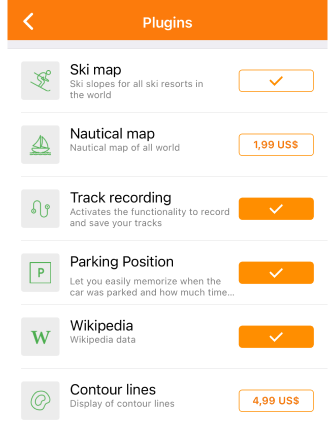 Plugins
Ski map
Ski slopes for all ski resorts in
the world
Nautical map
Nautical map of all world
1,99 US$
Track recording
Activates the functionality to record
and save your tracks
P
Parking Position
Let you easily memorize when the
car was parked and how much time...
W
Wikipedia
Wikipedia data
Contour lines
Display of contour lines
4,99 US$